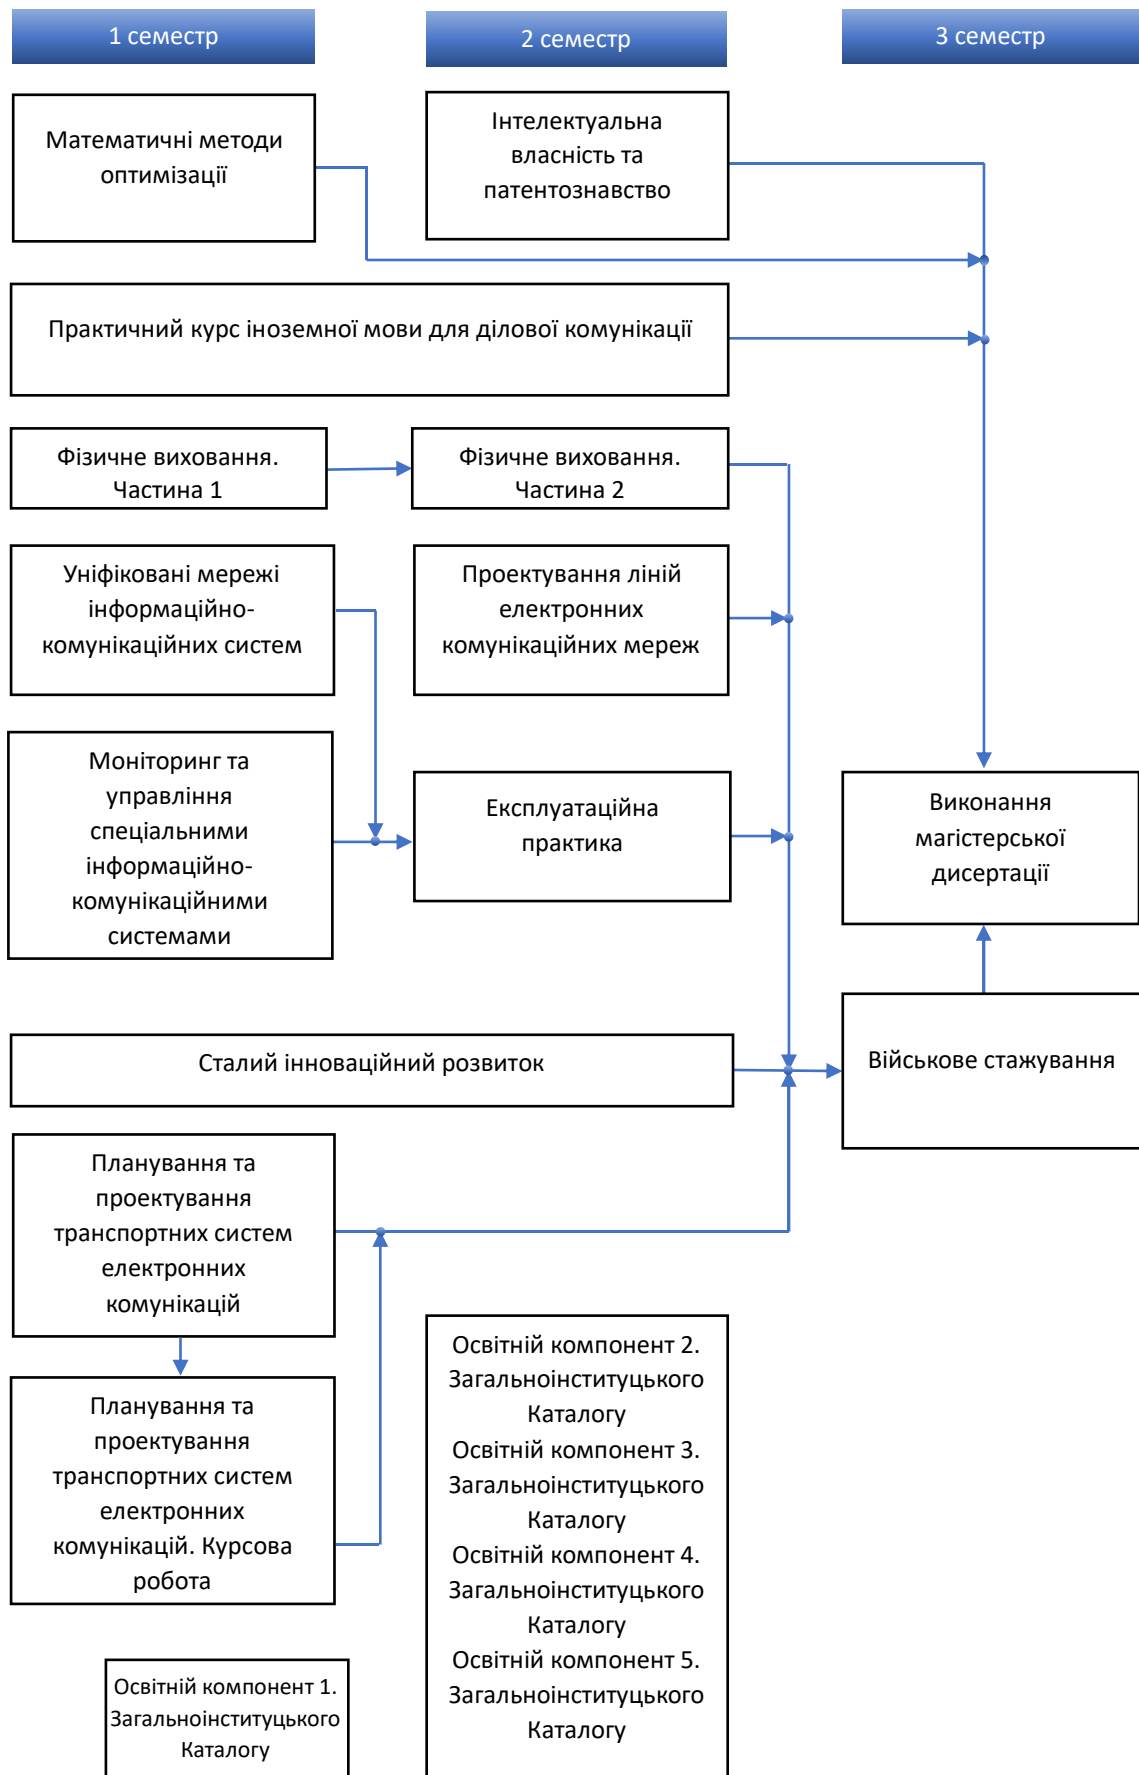 1 семестр
2 семестр
3 семестр
Математичні методи
оптимізації
Інтелектуальна
власність та
патентознавство
Практичний курс іноземної мови для ділової комунікації
Фізичне виховання.
Частина 1
Фізичне виховання.
Частина 2
Уніфіковані мережі
інформаційно-
комунікаційних систем
Проектування ліній
електронних
комунікаційних мереж
Моніторинг та
управління
спеціальними
інформаційно-
комунікаційними
системами
Експлуатаційна
практика
Виконання
магістерської
дисертації
Сталий інноваційний розвиток
Військове стажування
Планування та
проектування
транспортних систем
електронних
комунікацій
Планування та
проектування
транспортних систем
електронних
комунікацій. Курсова
робота
Освітній компонент 2.
Загальноінституцького
Каталогу
Освітній компонент 3.
Загальноінституцького
Каталогу
Освітній компонент 4.
Загальноінституцького
Каталогу
Освітній компонент 5.
Загальноінституцького
Каталогу
Освітній компонент 1.
Загальноінституцького
Каталогу